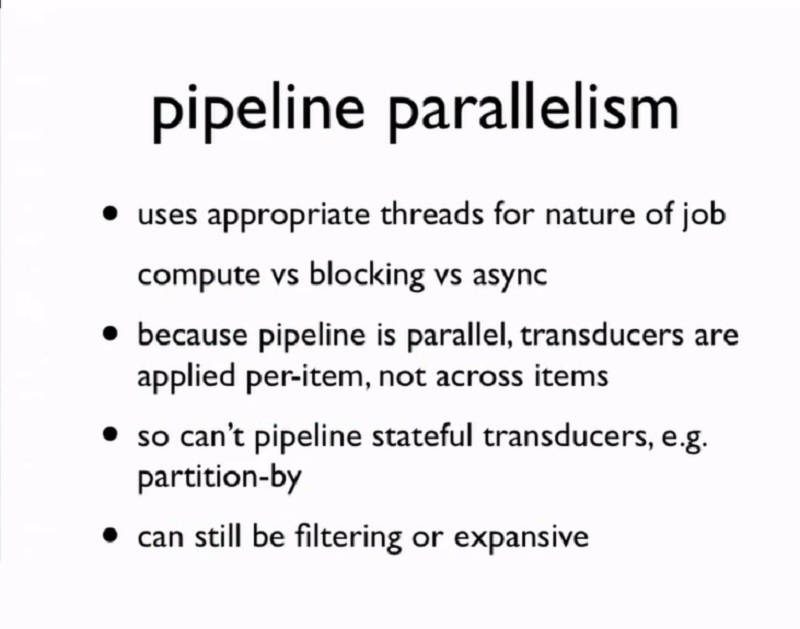 pipeline parallelism
• uses appropriate threads for nature of job
compute vs blocking vs async
• because pipeline is parallel, transducers are
applied per-item, not across items
• so can't pipeline stateful transducers, e.g.
partition-by
• can still be filtering or expansive